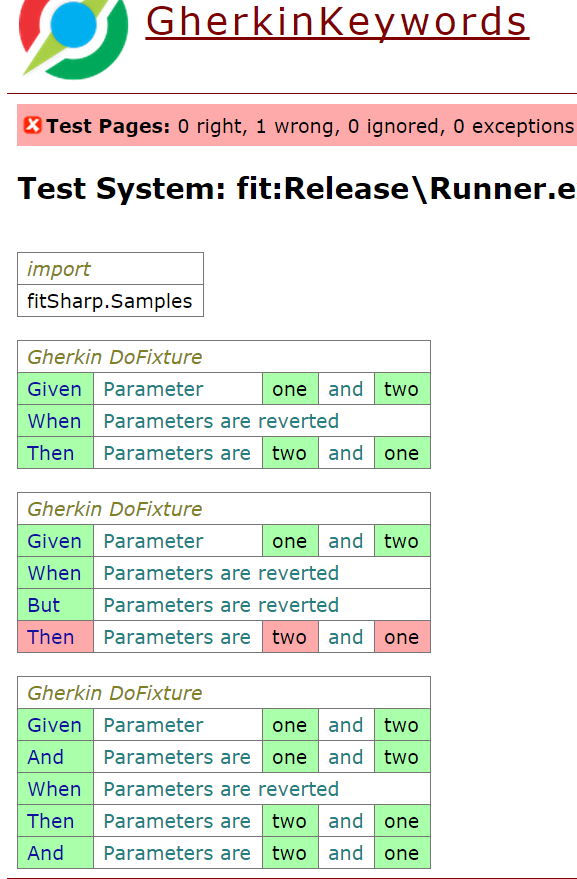 GherkinKeywords
Test Pages: 0 right, 1 wrong, 0 ignored, 0 exceptions
Test System: fit:Release\Runner.e
import
fitSharp.Samples
Gherkin DoFixture
Given Parameter one and two
When Parameters are reverted
Then Parameters are two and one
Gherkin DoFixture
Given Parameter one and two
When Parameters are reverted
But Parameters are reverted
Then Parameters are two and one
Gherkin DoFixture
Given Parameter one and two
And Parameters are one and two
When Parameters are reverted
Then Parameters are two and one
And Parameters are two and one